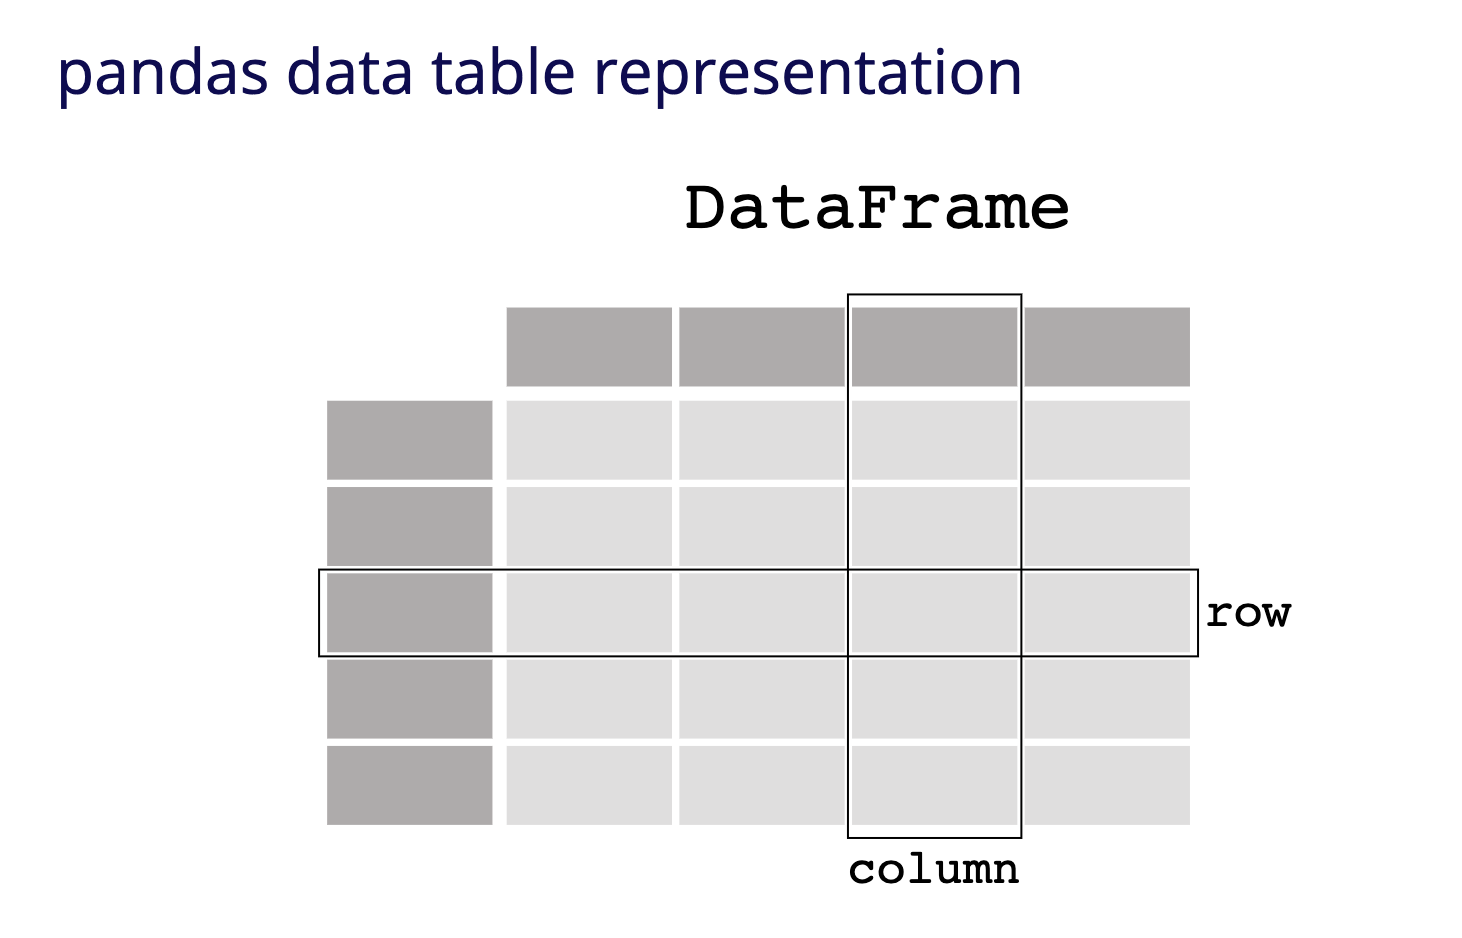 pandas data table representation
DataFrame
row
column